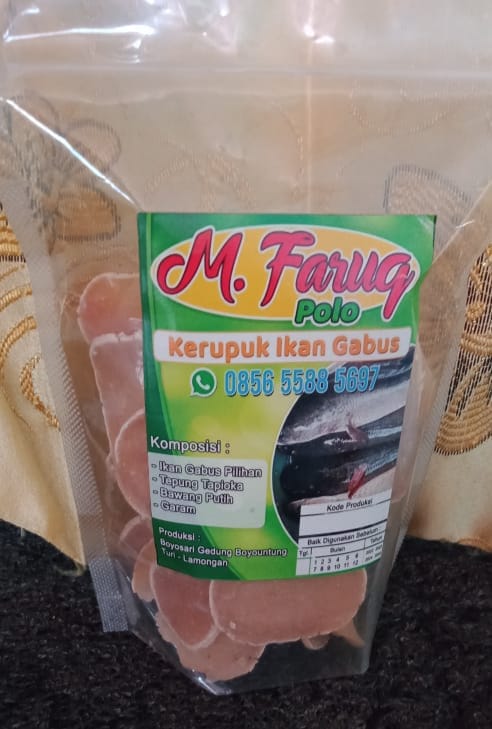 M. Faruq
Polo
Kerupuk Ikan Gabus
0856 5588 5697
Komposisi :
- Ikan Gabus Pilihan
- Tepung Tapioka
- Bawang Putih
- Garam
Produksi :
Boyosari Gedung Boyountung
Turi - Lamongan
Kode Produksi
Baik Digunakan Sebelum :
Tgl. Bulan Tahun
1 2 3 4 5 6
7 8 9 10 11 12